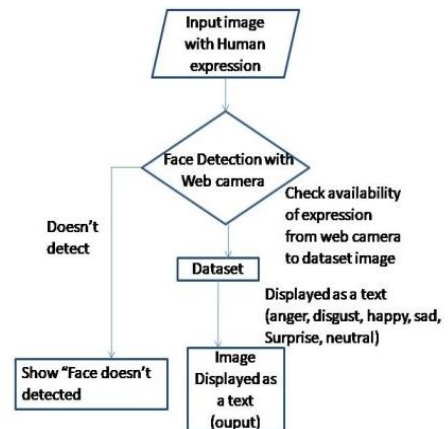 Input image
with Human
expression
Face Detection with
Web camera
Check availability
of expression
from web camera
to dataset image
Doesn't
detect
Dataset
Displayed as a text
(anger, disgust, happy, sad,
Surprise, neutral)
Show "Face doesn't
detected
Image
Displayed as
a text
(ouput)